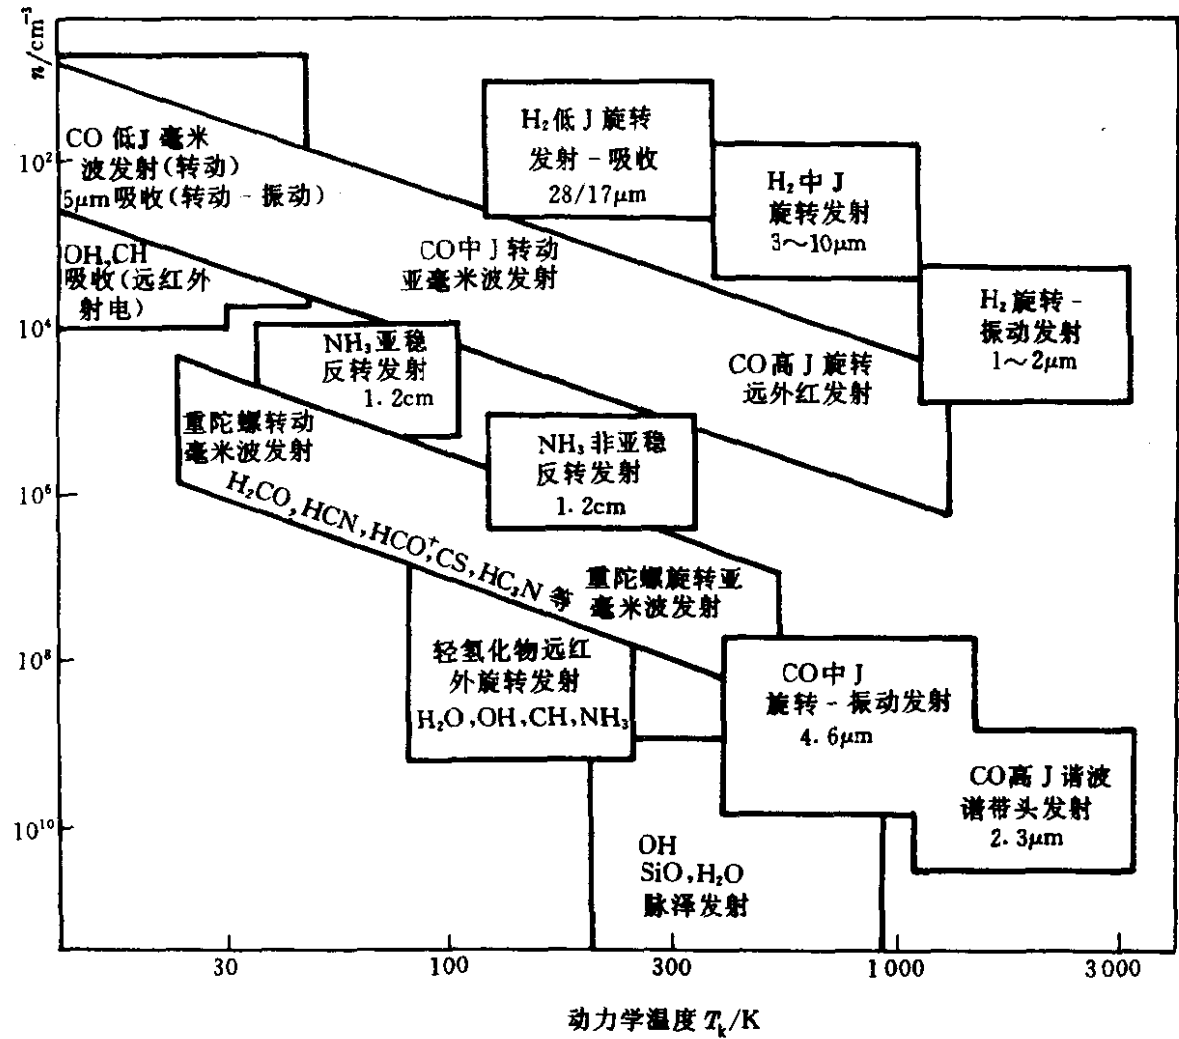 n/cm⁻³
CO 低J 毫米
波发射(转动)
5μm吸收(转动-振动)
OH,CH
吸收(远红外
射电)
H₂低J旋转
发射-吸收
28/17μm
H₂中J
旋转发射
3~10μm
H₂旋转-
振动发射
1~2μm
CO中J转动
亚毫米波发射
CO高J旋转
远外红发射
NH₃亚稳
反转发射
1.2cm
NH₃非亚稳
反转发射
1.2cm
重陀螺转动
毫米波发射
H₂CO,HCN,HCO⁺,CS,HC₃N 等
重陀螺旋转亚
毫米波发射
轻氢化物远红
外旋转发射
H₂O,OH,CH,NH₃
CO中J
旋转-振动发射
4.6μm
CO高J谐波
谱带头发射
2.3μm
OH
SiO,H₂O
脉泽发射
10²
10⁴
10⁶
10⁸
10¹⁰
30
100
300
1000
3000
动力学温度 Tₖ/K